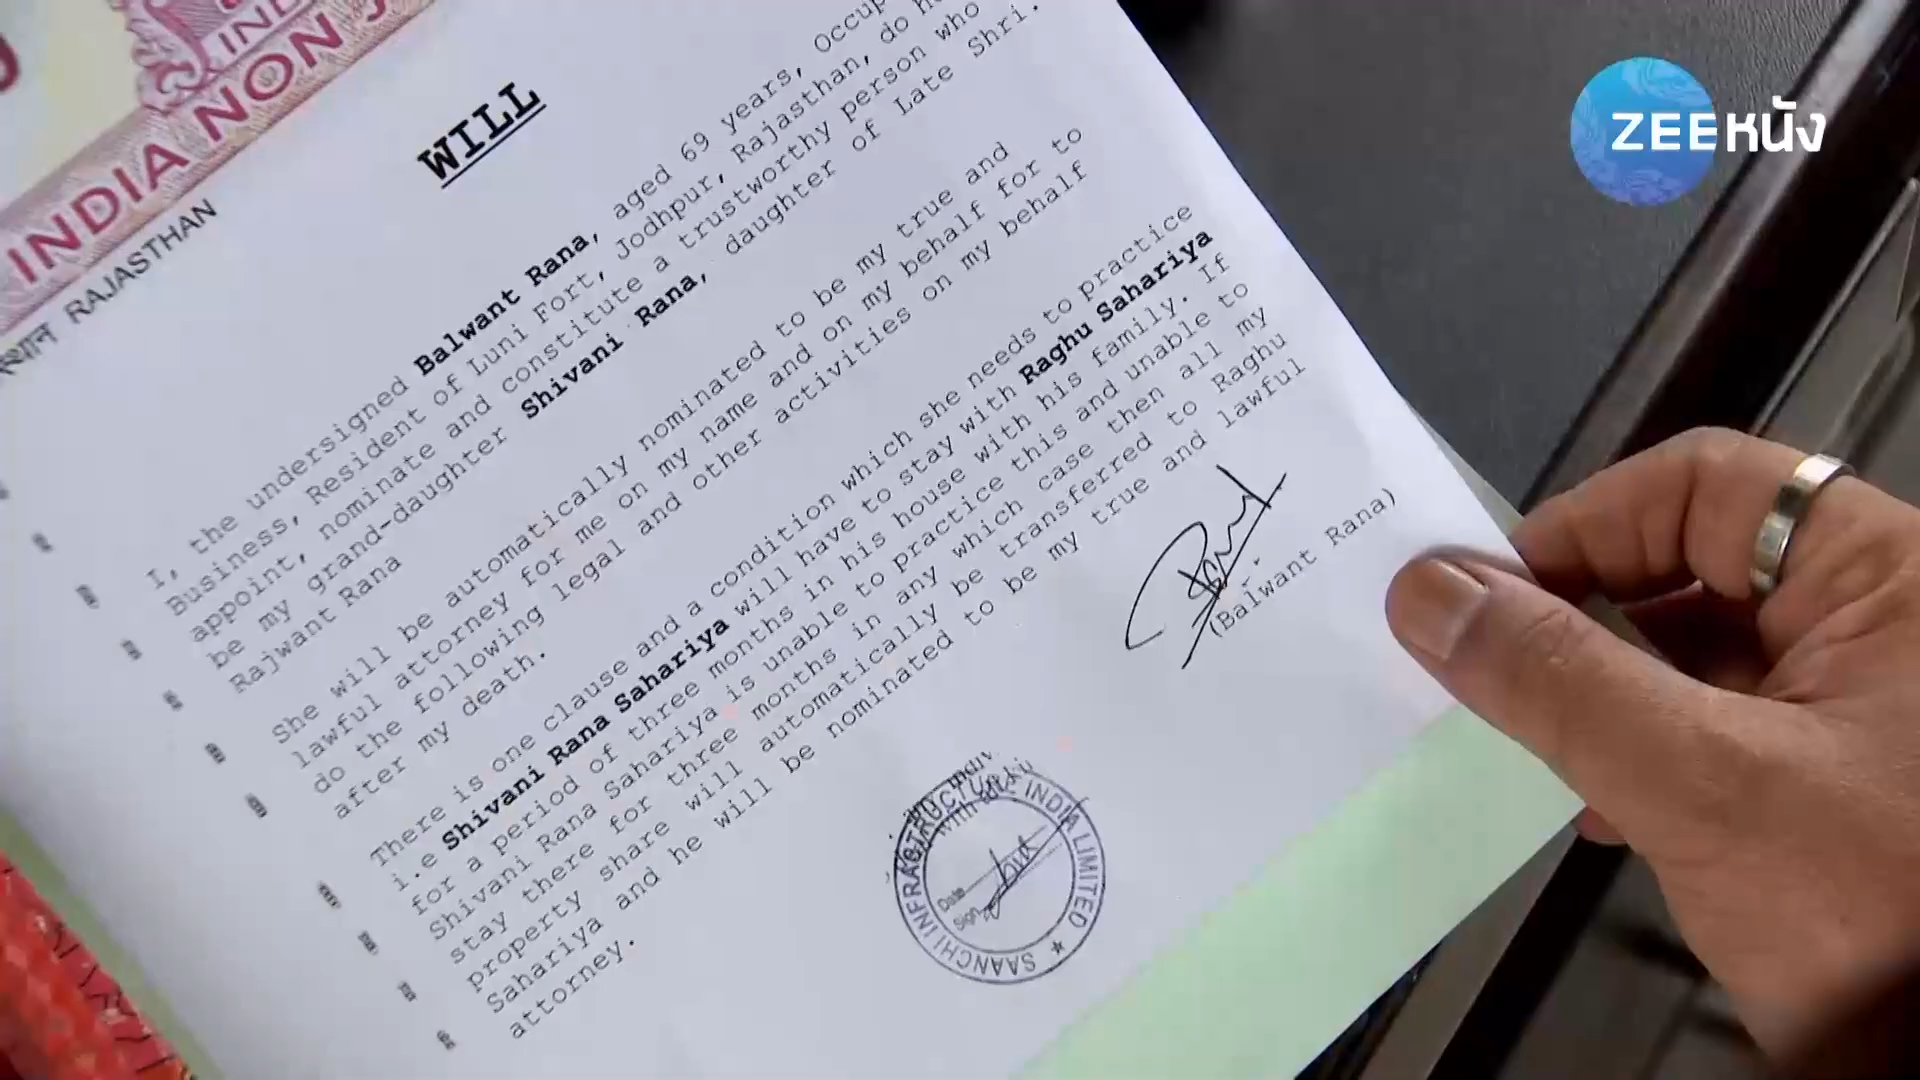 INDIA NON J
INDI
RAJASTHAN
WILL
I, the undersigned Balwant Rana, aged 69 years, Occup
Business, Resident of Luni Fort, Jodhpur, Rajasthan, do he
appoint, nominate and constitute a trustworthy person who
be my grand-daughter Shivani Rana, daughter of Late Shri.
Rajwant Rana
She will be automatically nominated to be my true and
lawful attorney for me on my name and on my behalf for to
do the following legal and other activities on my behalf
after my death.
There is one clause and a condition which she needs to practice
i.e Shivani Rana Sahariya will have to stay with Raghu Sahariya
for a period of three months in his house with his family. If
Shivani Rana Sahariya is unable to practice this and unable to
stay there for three months in any which case then all my
property share will automatically be transferred to Raghu
Sahariya and he will be nominated to be my true and lawful
attorney.
(Balwant Rana)
SAANCHI INFRASTRUCTURE INDIA LIMITED
Date
Sign
ZEE หนัง